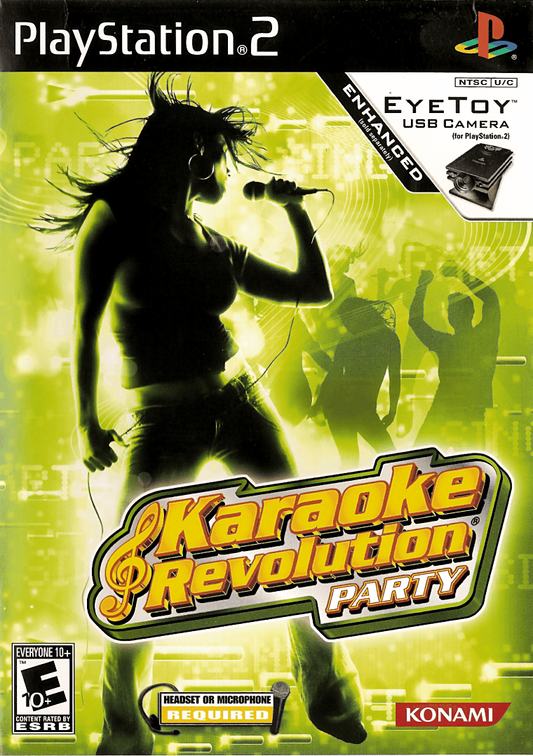 PlayStation®2
NTSC U/C
EYETOY™
USB CAMERA
(for PlayStation®2)
ENHANCED
(sold separately)
Karaoke
Revolution®
PARTY
EVERYONE 10+
™
E
10+
CONTENT RATED BY
ESRB
HEADSET OR MICROPHONE
REQUIRED
KONAMI